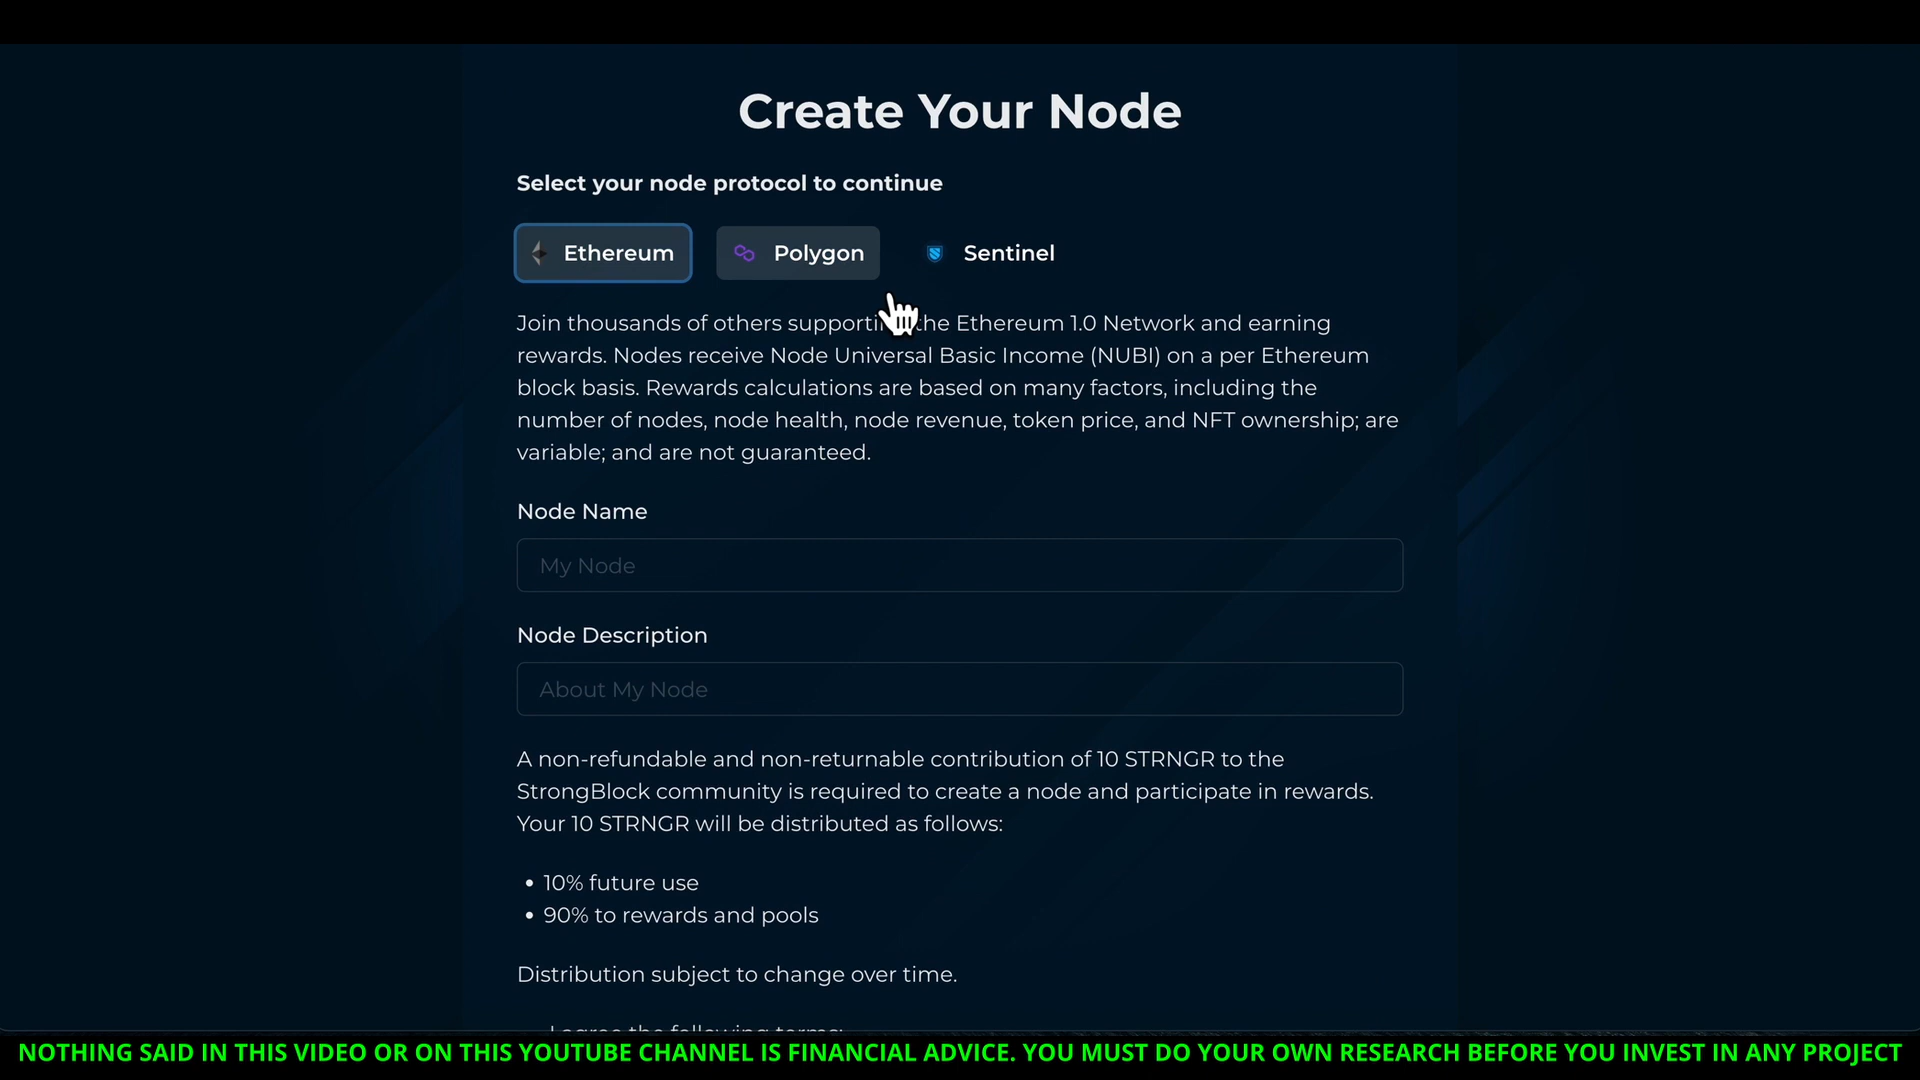 Create Your Node
Select your node protocol to continue
Ethereum
Polygon
Sentinel
Join thousands of others supporti the Ethereum 1.0 Network and earning
rewards. Nodes receive Node Universal Basic Income (NUBI) on a per Ethereum
block basis. Rewards calculations are based on many factors, including the
number of nodes, node health, node revenue, token price, and NFT ownership; are
variable; and are not guaranteed.
Node Name
My Node
Node Description
About My Node
A non-refundable and non-returnable contribution of 10 STRNGR to the
StrongBlock community is required to create a node and participate in rewards.
Your 10 STRNGR will be distributed as follows:
• 10% future use
• 90% to rewards and pools
Distribution subject to change over time.
I agree the following terms:
NOTHING SAID IN THIS VIDEO OR ON THIS YOUTUBE CHANNEL IS FINANCIAL ADVICE. YOU MUST DO YOUR OWN RESEARCH BEFORE YOU INVEST IN ANY PROJECT